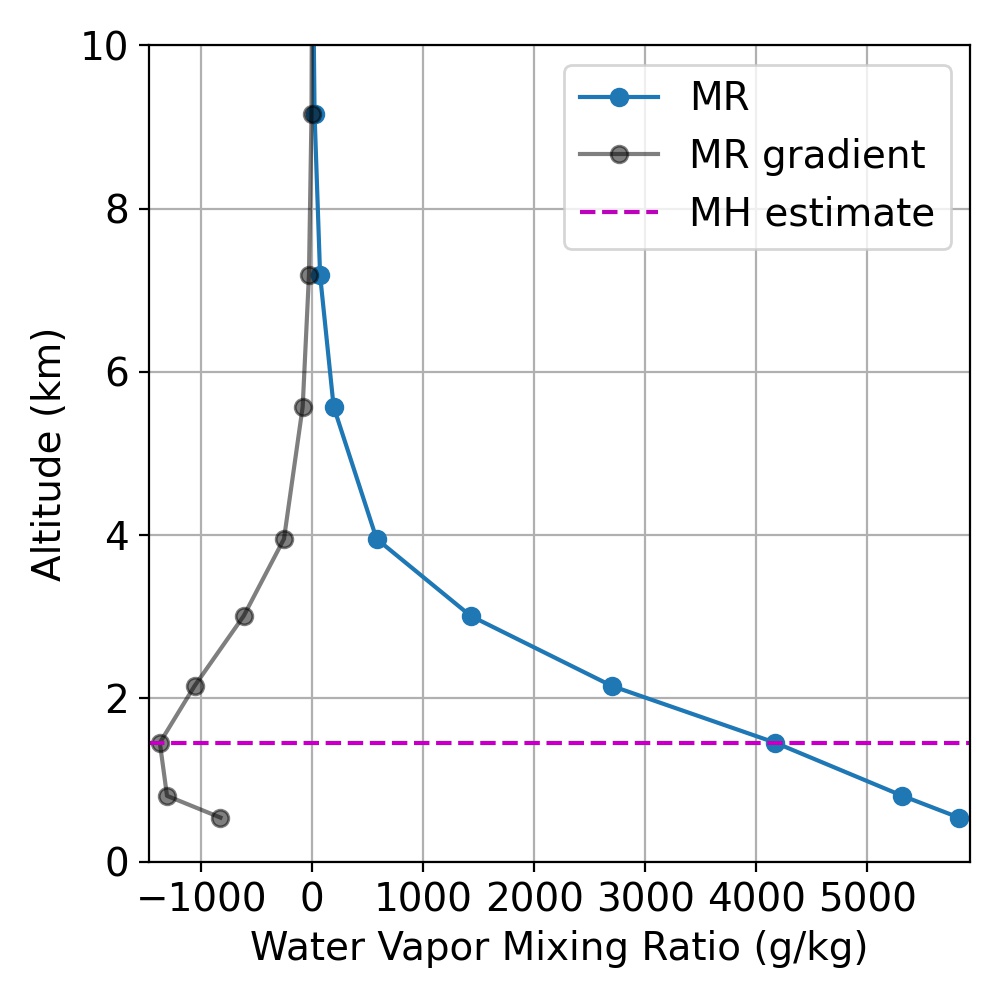 10
8
6
4
2
0
Altitude (km)
MR
MR gradient
MH estimate
−1000 0 1000 2000 3000 4000 5000
Water Vapor Mixing Ratio (g/kg)